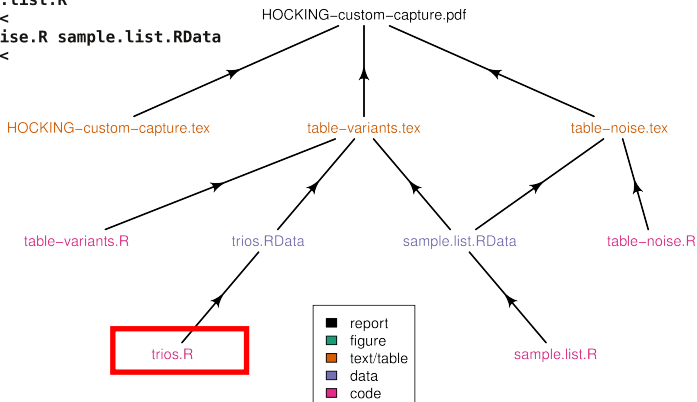 .list.R
<
HOCKING-custom-capture.pdf
ise.R sample.list.RData
<
HOCKING-custom-capture.tex
table-variants.tex
table-noise.tex
table-variants.R
trios.RData
sample.list.RData
table-noise.R
trios.R
sample.list.R
report
figure
text/table
data
code